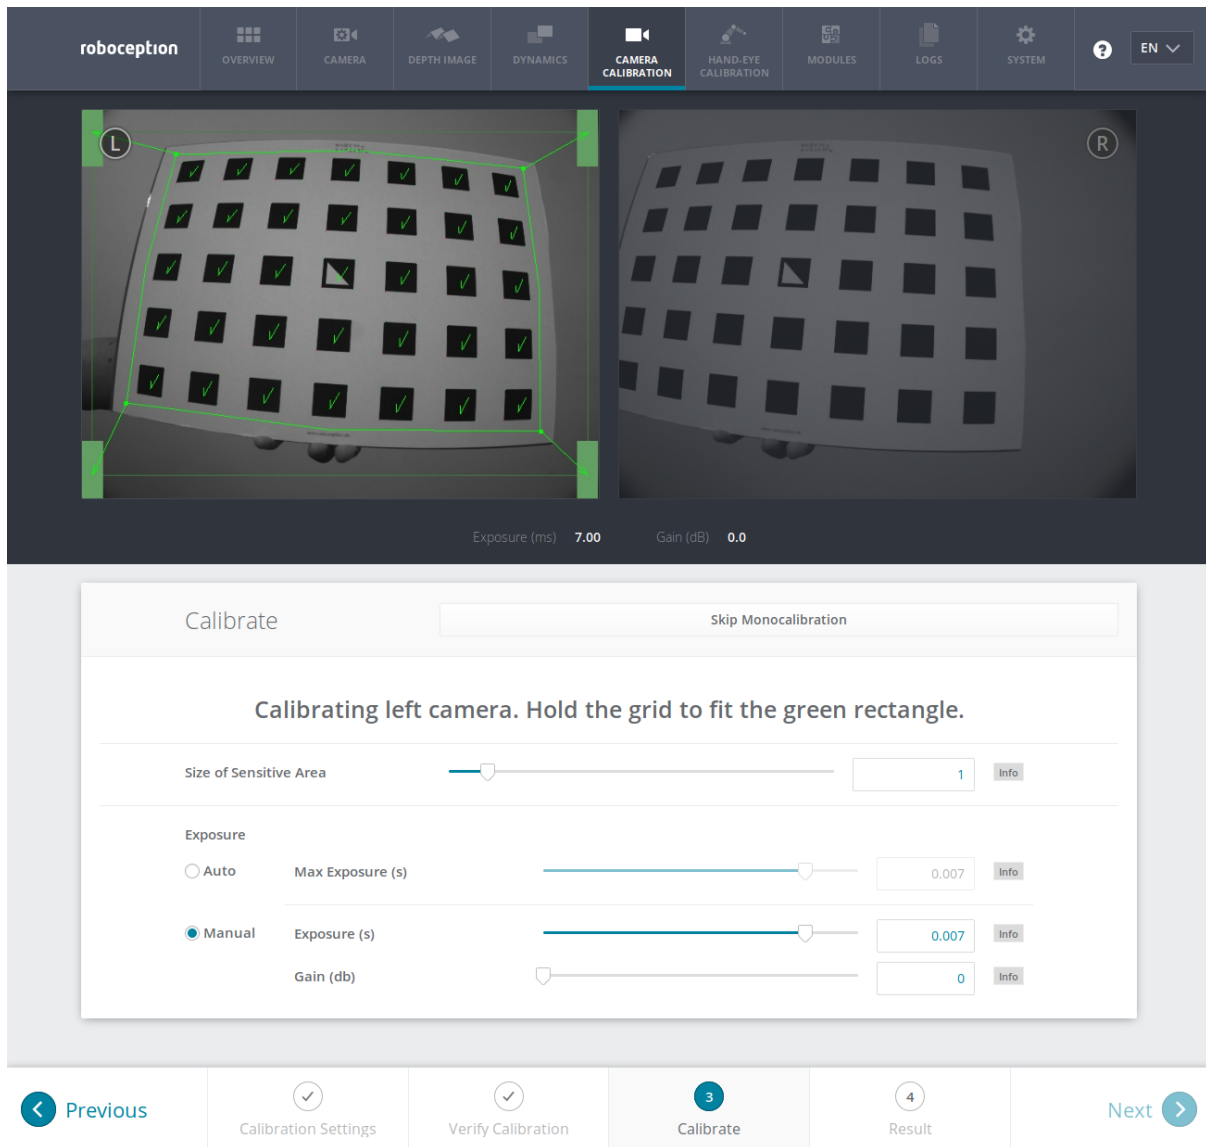 roboception
OVERVIEW
CAMERA
DEPTH IMAGE
DYNAMICS
CAMERA
CALIBRATION
HAND-EYE
CALIBRATION
MODULES
LOGS
SYSTEM
?
EN
L
R
Exposure (ms) 7.00 Gain (dB) 0.0
Calibrate
Skip Monocalibration
Calibrating left camera. Hold the grid to fit the green rectangle.
Size of Sensitive Area 1 Info
Exposure
Auto Max Exposure (s) 0.007 Info
Manual Exposure (s) 0.007 Info
Gain (db) 0 Info
Previous
Calibration Settings
Verify Calibration
3
Calibrate
4
Result
Next